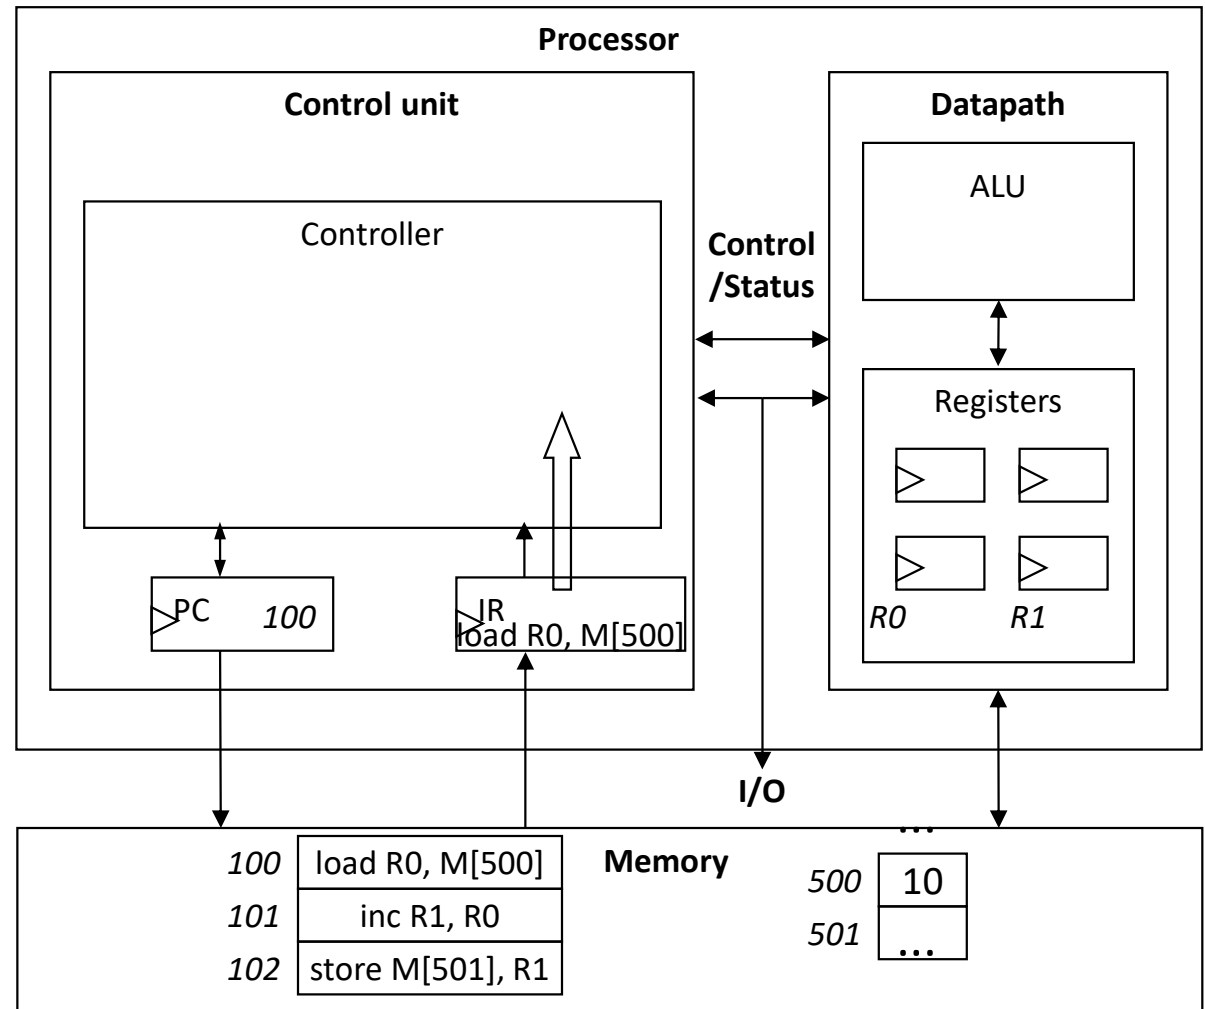 Processor
Control unit
Datapath
ALU
Controller
Control
/Status
Registers
PC 100
IR
load R0, M[500]
R0 R1
I/O
Memory
100 load R0, M[500]
101 inc R1, R0
102 store M[501], R1
...
500 10
501
...